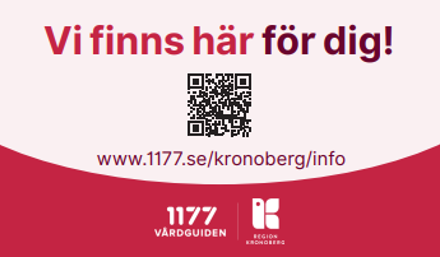 Vi finns här för dig!
www.1177.se/kronoberg/info
1177
VÅRDGUIDEN
REGION
KRONOBERG